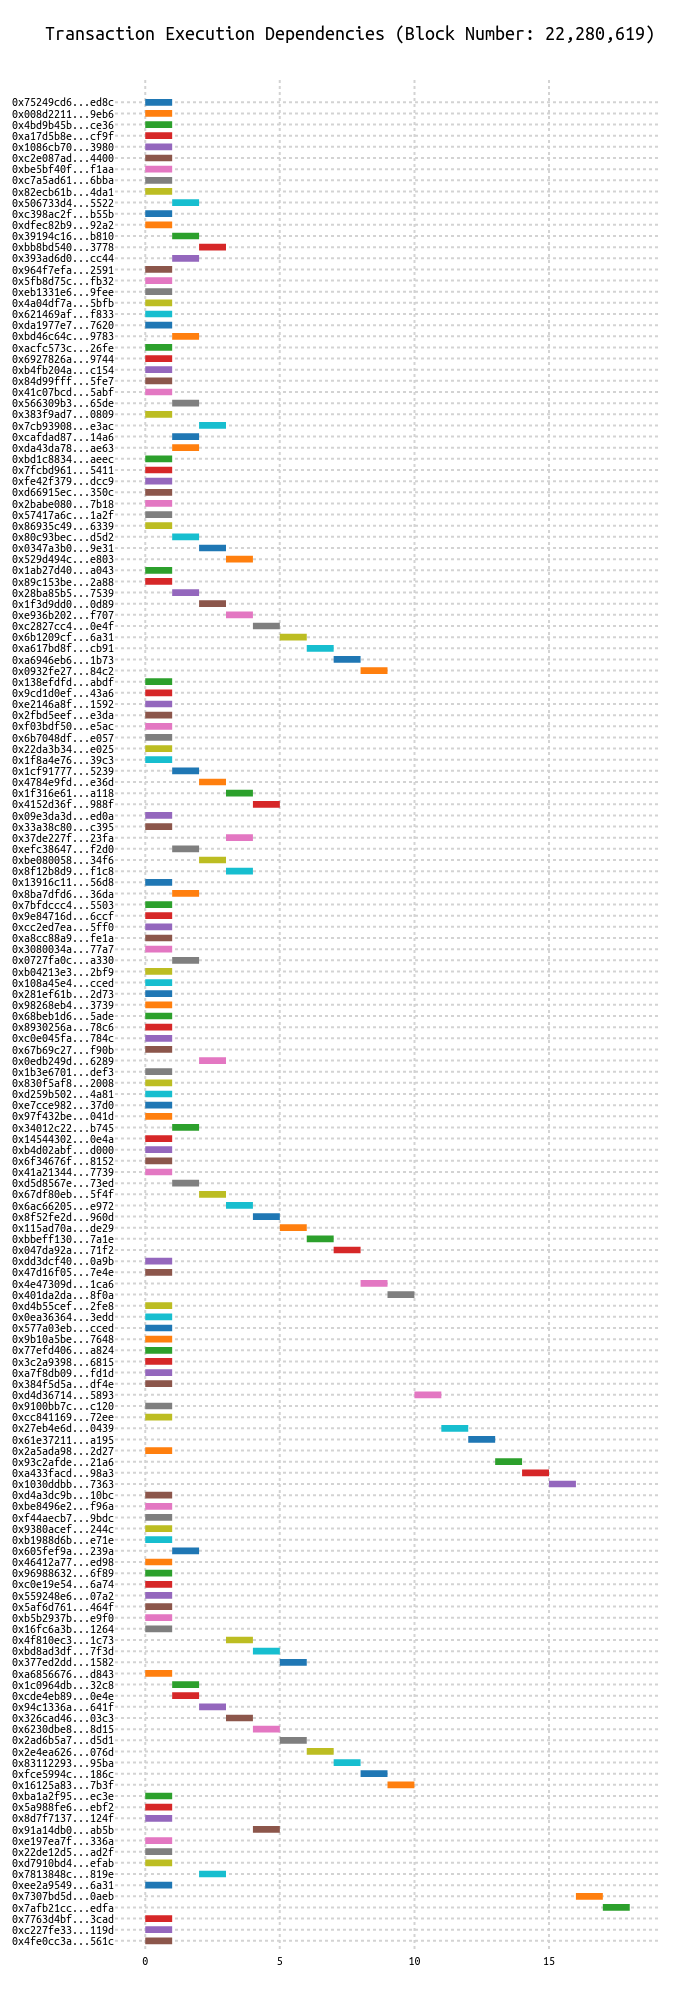 Transaction Execution Dependencies (Block Number: 22,280,619)
0x75249cd6...ed8c
0x008d2211...9eb6
0x4bd9b45b...ce36
0xa17d5b8e...cf9f
0x1086cb70...3980
0xc2e087ad...4400
0xbe5bf40f...f1aa
0xc7a5ad61...6bba
0x82ecb61b...4da1
0x506733d4...5522
0xc398ac2f...b55b
0xdfec82b9...92a2
0x39194c16...b810
0xbb8bd540...3778
0x393ad6d0...cc44
0x964f7efa...2591
0x5fb8d75c...fb32
0xeb1331e6...9fee
0x4a04df7a...5bfb
0x621469af...f833
0xda1977e7...7620
0xbd46c64c...9783
0xacfc573c...26fe
0x6927826a...9744
0xb4fb204a...c154
0x84d99fff...5fe7
0x41c07bcd...5abf
0x566309b3...65de
0x383f9ad7...0809
0x7cb93908...e3ac
0xcafdad87...14a6
0xda43da78...ae63
0xbd1c8834...aeec
0x7fcbd961...5411
0xfe42f379...dcc9
0xd66915ec...350c
0x2babe080...7b18
0x57417a6c...1a2f
0x86935c49...6339
0x80c93bec...d5d2
0x0347a3b0...9e31
0x529d494c...e803
0x1ab27d40...a043
0x89c153be...2a88
0x28ba85b5...7539
0x1f3d9dd0...0d89
0xe936b202...f707
0xc2827cc4...0e4f
0x6b1209cf...6a31
0xa617bd8f...cb91
0xa6946eb6...1b73
0x0932fe27...84c2
0x138efdfd...abdf
0x9cd1d0ef...43a6
0xe2146a8f...1592
0x2fbd5eef...e3da
0xf03bdf50...e5ac
0x6b7048df...e057
0x22da3b34...e025
0x1f8a4e76...39c3
0x1cf91777...5239
0x4784e9fd...e36d
0x1f316e61...a118
0x4152d36f...988f
0x09e3da3d...ed0a
0x33a38c80...c395
0x37de227f...23fa
0xefc38647...f2d0
0xbe080058...34f6
0x8f12b8d9...f1c8
0x13916c11...56d8
0x8ba7dfd6...36da
0x7bfdccc4...5503
0x9e84716d...6ccf
0xcc2ed7ea...5ff0
0xa8cc88a9...fe1a
0x3080034a...77a7
0x0727fa0c...a330
0xb04213e3...2bf9
0x108a45e4...cced
0x281ef61b...2d73
0x98268eb4...3739
0x68beb1d6...5ade
0x8930256a...78c6
0xc0e045fa...784c
0x67b69c27...f90b
0x0edb249d...6289
0x1b3e6701...def3
0x830f5af8...2008
0xd259b502...4a81
0xe7cce982...37d0
0x97f432be...041d
0x34012c22...b745
0x14544302...0e4a
0xb4d02abf...d000
0x6f34676f...8152
0x41a21344...7739
0xd5d8567e...73ed
0x67df80eb...5f4f
0x6ac66205...e972
0x8f52fe2d...960d
0x115ad70a...de29
0xbbeff130...7a1e
0x047da92a...71f2
0xdd3dcf40...0a9b
0x47d16f05...7e4e
0x4e47309d...1ca6
0x401da2da...8f0a
0xd4b55cef...2fe8
0x0ea36364...3edd
0x577a03eb...cced
0x9b10a5be...7648
0x77efd406...a824
0x3c2a9398...6815
0xa7f8db09...fd1d
0x384f5d5a...df4e
0xd4d36714...5893
0x9100bb7c...c120
0xcc841169...72ee
0x27eb4e6d...0439
0x61e37211...a195
0x2a5ada98...2d27
0x93c2afde...21a6
0xa433facd...98a3
0x1030ddbb...7363
0xd4a3dc9b...10bc
0xbe8496e2...f96a
0xf44aecb7...9bdc
0x9380acef...244c
0xb1988d6b...e71e
0x605fef9a...239a
0x46412a77...ed98
0x96988632...6f89
0xc0e19e54...6a74
0x559248e6...07a2
0x5af6d761...464f
0xb5b2937b...e9f0
0x16fc6a3b...1264
0x4f810ec3...1c73
0xbd8ad3df...7f3d
0x377ed2dd...1582
0xa6856676...d843
0x1c0964db...32c8
0xcde4eb89...0e4e
0x94c1336a...641f
0x326cad46...03c3
0x6230dbe8...8d15
0x2ad6b5a7...d5d1
0x2e4ea626...076d
0x83112293...95ba
0xfce5994c...186c
0x16125a83...7b3f
0xba1a2f95...ec3e
0x5a988fe6...ebf2
0x8d7f7137...124f
0x91a14db0...ab5b
0xe197ea7f...336a
0x22de12d5...ad2f
0xd7910bd4...efab
0x7813848c...819e
0xee2a9549...6a31
0x7307bd5d...0aeb
0x7afb21cc...edfa
0x7763d4bf...3cad
0xc227fe33...119d
0x4fe0cc3a...561c
0 5 10 15